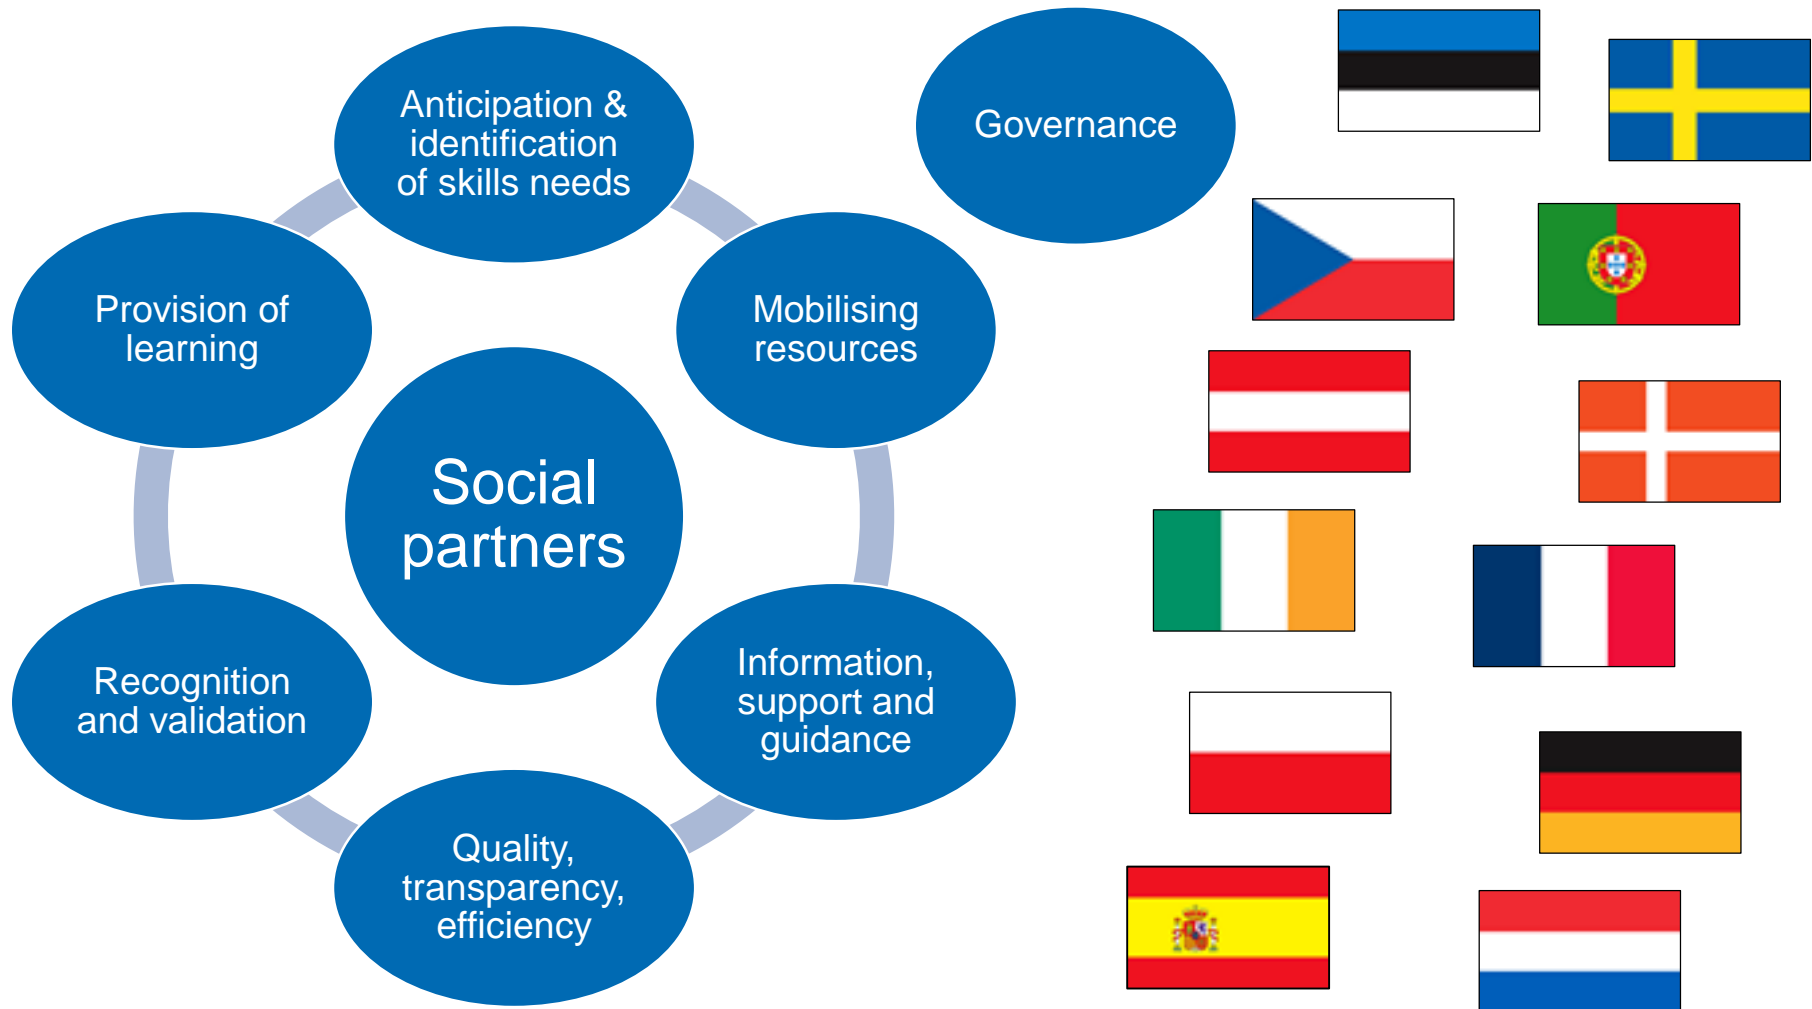 Anticipation &
identification
of skills needs
Governance
Provision of
learning
Mobilising
resources
Social
partners
Recognition
and validation
Information,
support and
guidance
Quality,
transparency,
efficiency